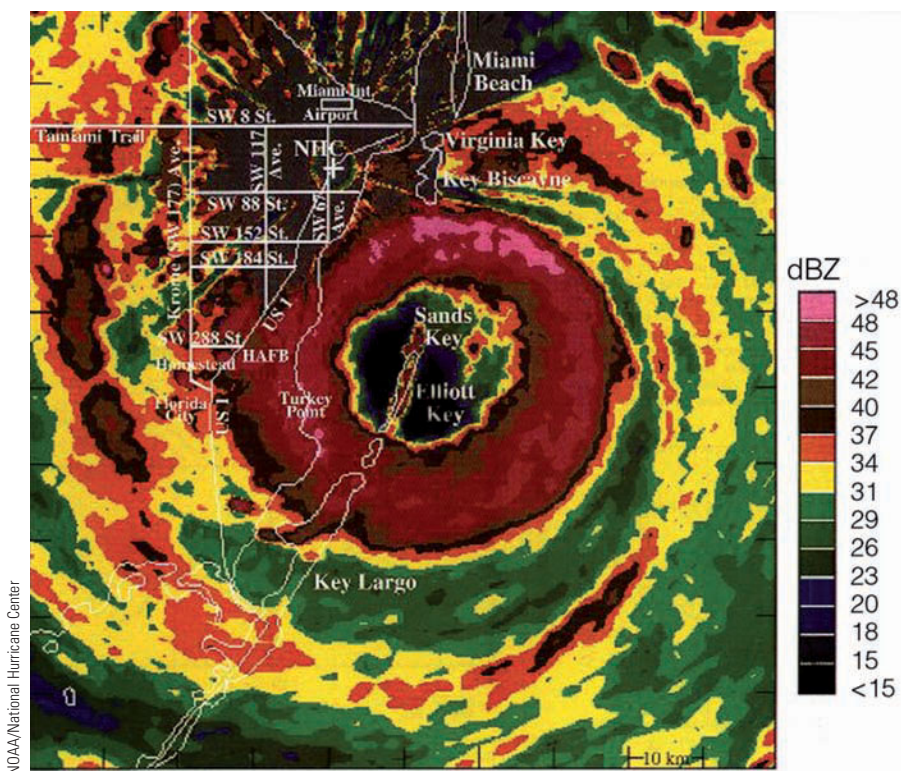 Miami
Beach
Miami Int.
Airport
SW 8 St.
Tamiami Trail
Virginia Key
NHC
Key Biscayne
Krome (SW 177) Ave.
SW 117
Ave.
SW 67
Ave.
SW 88 St.
SW 152 St.
SW 184 St.
US 1
Sands
Key
SW 288 St.
HAFB
Homestead
Elliott
Key
Turkey
Point
Florida
City
US 1
Key Largo
10 km
dBZ
>48
48
45
42
40
37
34
31
29
26
23
20
18
15
<15
NOAA/National Hurricane Center